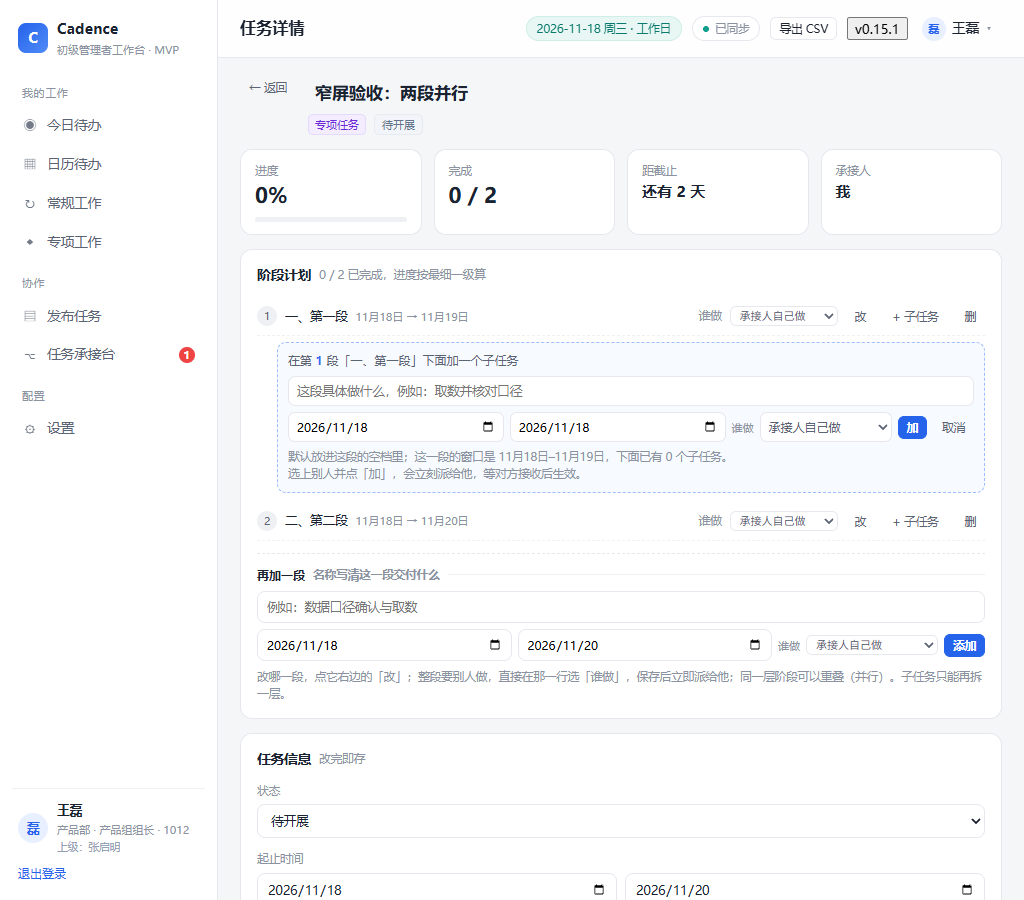 C
Cadence
初级管理者工作台 · MVP
我的工作
今日待办
日历待办
常规工作
专项工作
协作
发布任务
任务承接台
1
配置
设置
磊
王磊
产品部 · 产品组组长 · 1012
上级：张启明
退出登录
任务详情
2026-11-18 周三 · 工作日
已同步
导出 CSV
v0.15.1
磊
王磊
← 返回
窄屏验收：两段并行
专项任务
待开展
进度
0%
完成
0 / 2
距截止
还有 2 天
承接人
我
阶段计划 0 / 2 已完成，进度按最细一级算
1 一、第一段 11月18日 → 11月19日 谁做 承接人自己做 改 + 子任务 删
在第 1 段「一、第一段」下面加一个子任务
这段具体做什么，例如：取数并核对口径
2026/11/18 2026/11/18 谁做 承接人自己做 加 取消
默认放进这段的空档里；这一段的窗口是 11月18日–11月19日，下面已有 0 个子任务。
选上别人并点「加」，会立刻派给他，等对方接收后生效。
2 二、第二段 11月18日 → 11月20日 谁做 承接人自己做 改 + 子任务 删
再加一段 名称写清这一段交付什么
例如：数据口径确认与取数
2026/11/18 2026/11/20 谁做 承接人自己做 添加
改哪一段，点它右边的「改」；整段要别人做，直接在那一行选「谁做」，保存后立即派给他；同一层阶段可以重叠（并行）。子任务只能再拆
一层。
任务信息 改完即存
状态
待开展
起止时间
2026/11/18 2026/11/20